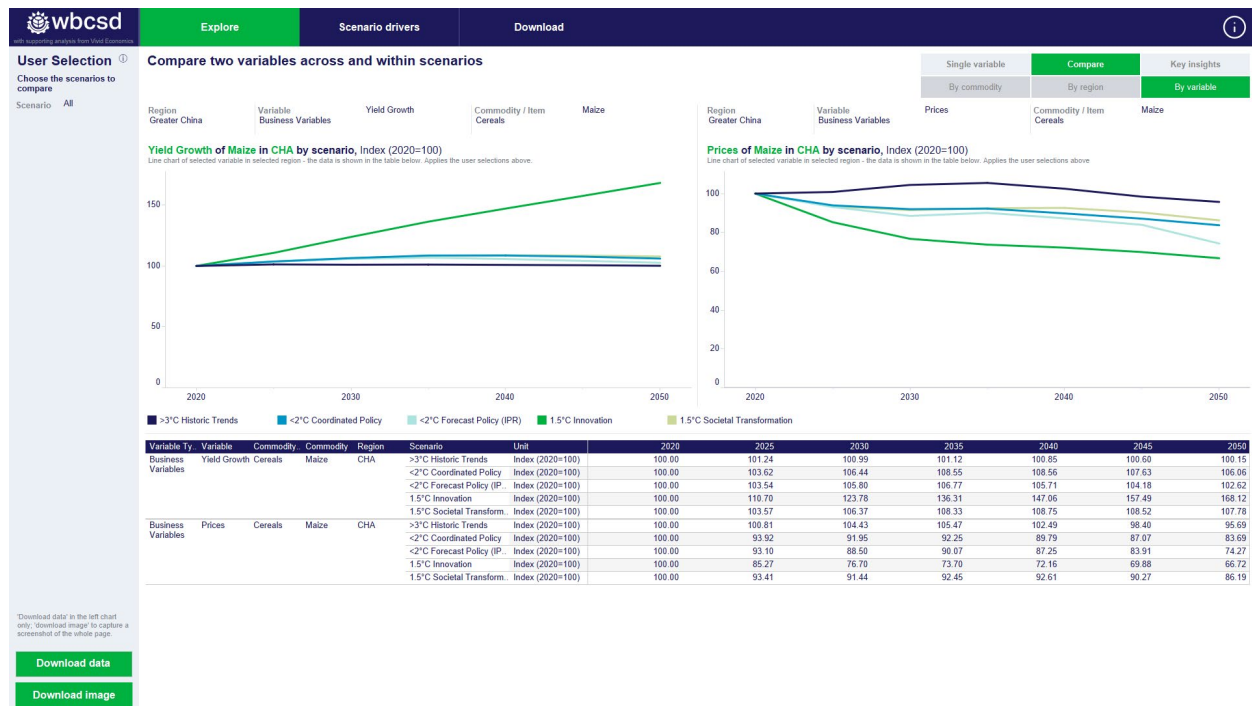 wbcsd
with supporting analysis from Vivid Economics
Explore
Scenario drivers
Download
User Selection
Choose the scenarios to
compare
Scenario All
Compare two variables across and within scenarios
Single variable
Compare
Key insights
By commodity
By region
By variable
Region
Greater China
Variable
Business Variables
Yield Growth
Commodity / Item
Cereals
Maize
Region
Greater China
Variable
Business Variables
Prices
Commodity / Item
Cereals
Maize
Yield Growth of Maize in CHA by scenario, Index (2020=100)
Line chart of selected variable in selected region - the data is shown in the table below. Applies the user selections above.
150
100
50
0
2020 2030 2040 2050
Prices of Maize in CHA by scenario, Index (2020=100)
Line chart of selected variable in selected region - the data is shown in the table below. Applies the user selections above
100
80
60
40
20
0
2020 2030 2040 2050
>3°C Historic Trends <2°C Coordinated Policy <2°C Forecast Policy (IPR) 1.5°C Innovation 1.5°C Societal Transformation
Variable Ty.. Variable Commodity.. Commodity Region Scenario Unit 2020 2025 2030 2035 2040 2045 2050
Business Variables Yield Growth Cereals Maize CHA >3°C Historic Trends Index (2020=100) 100.00 101.24 100.99 101.12 100.85 100.60 100.15
<2°C Coordinated Policy Index (2020=100) 100.00 103.62 106.44 108.55 108.56 107.63 106.06
<2°C Forecast Policy (IP.. Index (2020=100) 100.00 103.54 105.80 106.77 105.71 104.18 102.62
1.5°C Innovation Index (2020=100) 100.00 110.70 123.78 136.31 147.06 157.49 168.12
1.5°C Societal Transform.. Index (2020=100) 100.00 103.57 106.37 108.33 108.75 108.52 107.78
Business Variables Prices Cereals Maize CHA >3°C Historic Trends Index (2020=100) 100.00 100.81 104.43 105.47 102.49 98.40 95.69
<2°C Coordinated Policy Index (2020=100) 100.00 93.92 91.95 92.25 89.79 87.07 83.69
<2°C Forecast Policy (IP.. Index (2020=100) 100.00 93.10 88.50 90.07 87.25 83.91 74.27
1.5°C Innovation Index (2020=100) 100.00 85.27 76.70 73.70 72.16 69.88 66.72
1.5°C Societal Transform.. Index (2020=100) 100.00 93.41 91.44 92.45 92.61 90.27 86.19
'Download data' in the left chart
only; 'download image' to capture a
screenshot of the whole page.
Download data
Download image